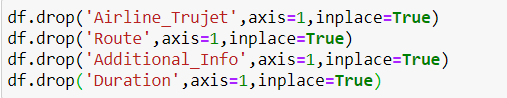 df.drop('Airline_Trujet',axis=1,inplace=True)
df.drop('Route',axis=1,inplace=True)
df.drop('Additional_Info',axis=1,inplace=True)
df.drop('Duration',axis=1,inplace=True)